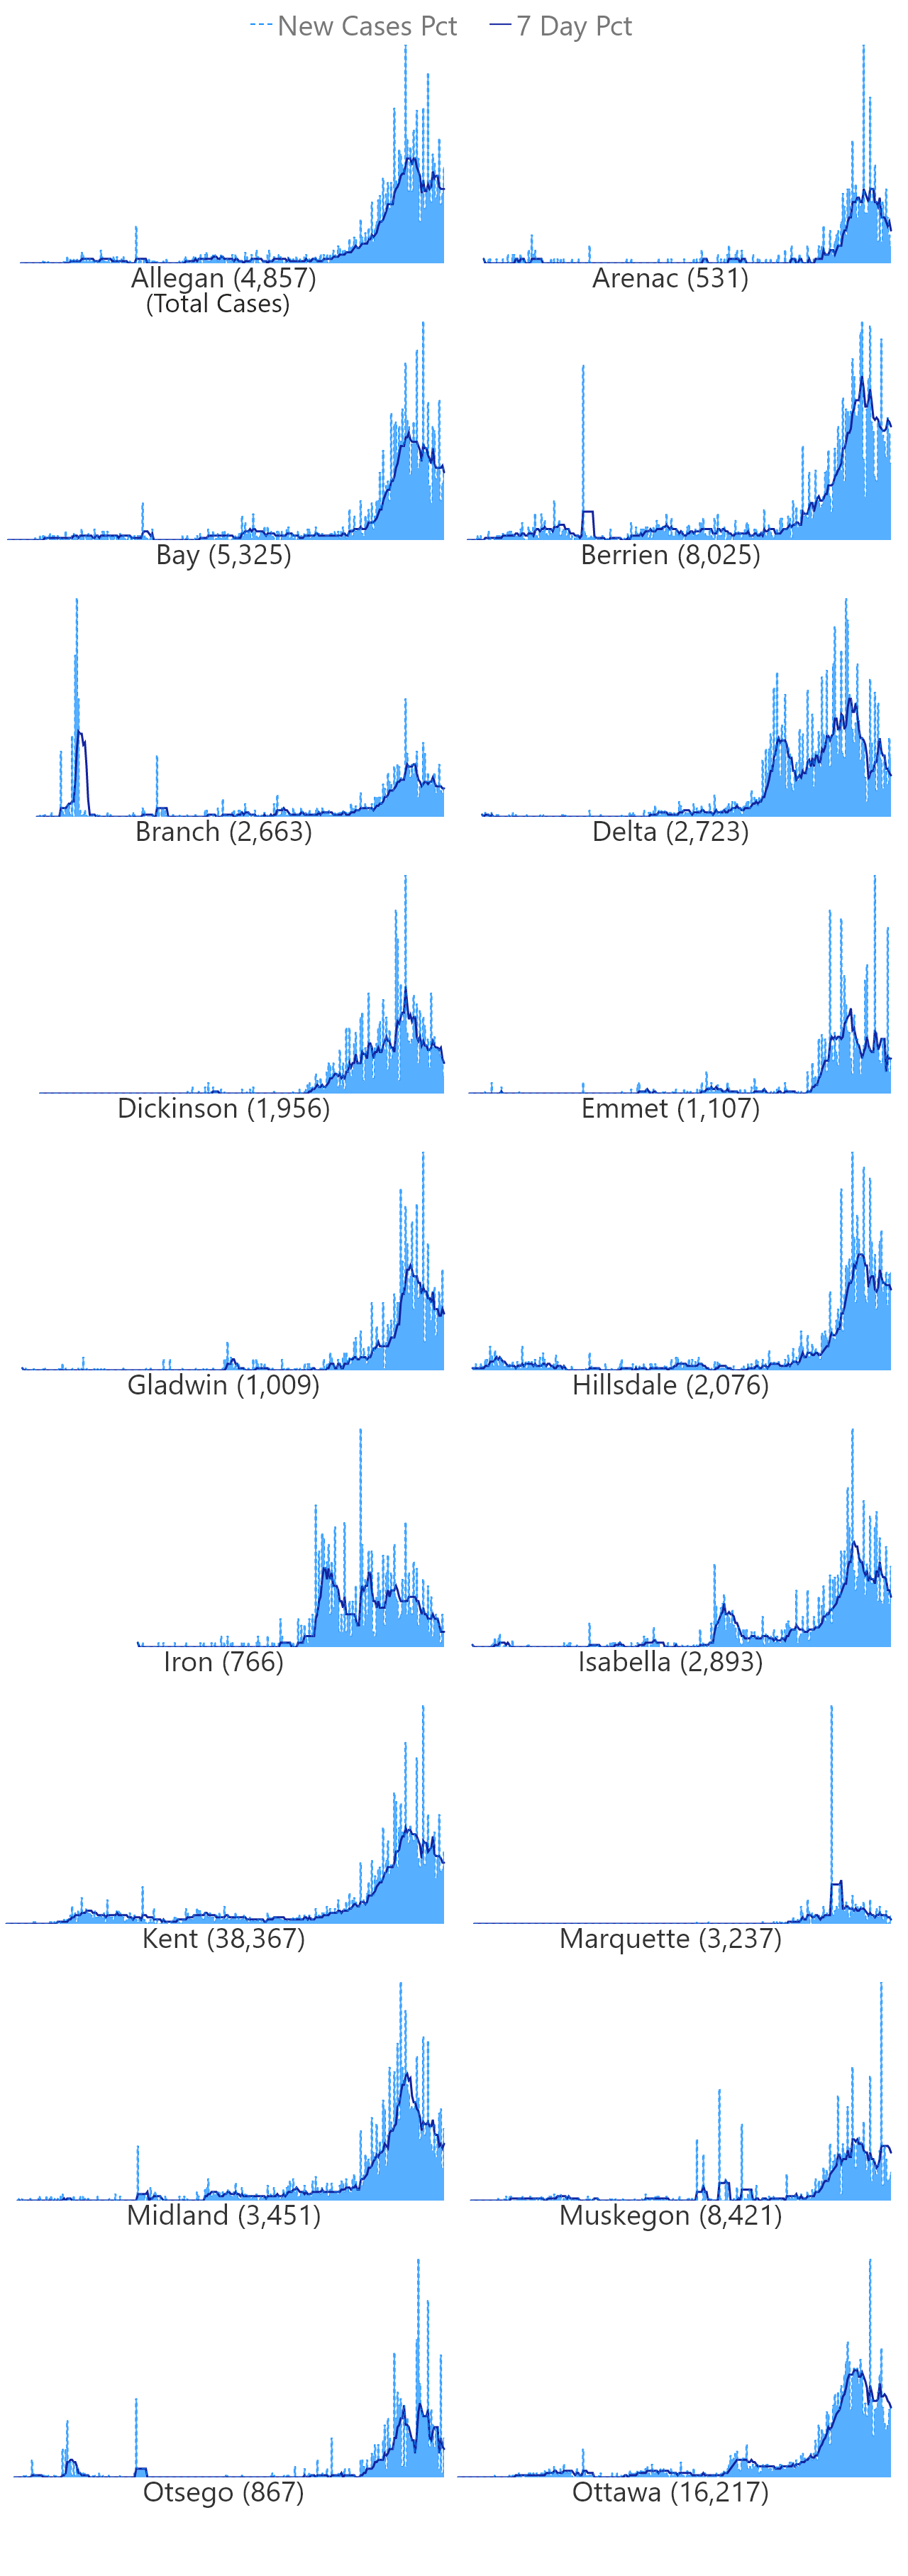 New Cases Pct 7 Day Pct
Allegan (4,857) Arenac (531)
(Total Cases)
Bay (5,325) Berrien (8,025)
Branch (2,663) Delta (2,723)
Dickinson (1,956) Emmet (1,107)
Gladwin (1,009) Hillsdale (2,076)
Iron (766) Isabella (2,893)
Kent (38,367) Marquette (3,237)
Midland (3,451) Muskegon (8,421)
Otsego (867) Ottawa (16,217)